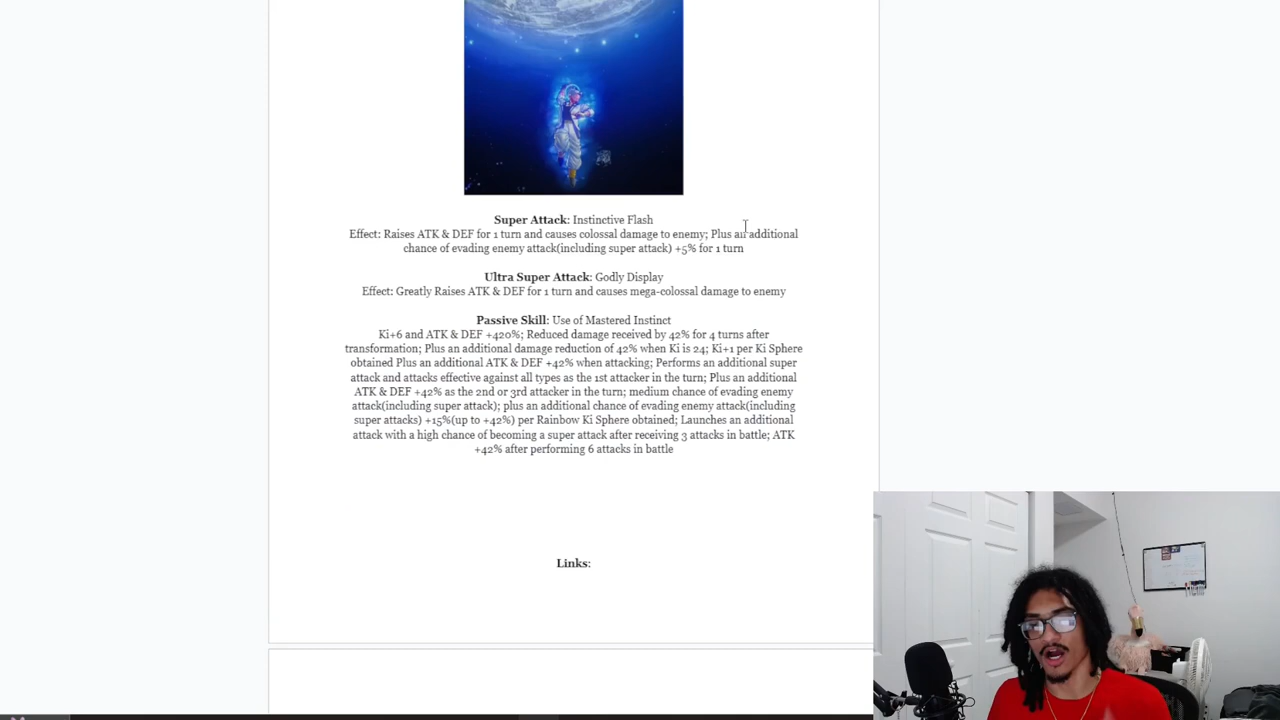 Super Attack: Instinctive Flash
Effect: Raises ATK & DEF for 1 turn and causes colossal damage to enemy; Plus an additional
chance of evading enemy attack(including super attack) +5% for 1 turn
Ultra Super Attack: Godly Display
Effect: Greatly Raises ATK & DEF for 1 turn and causes mega-colossal damage to enemy
Passive Skill: Use of Mastered Instinct
Ki+6 and ATK & DEF +420%; Reduced damage received by 42% for 4 turns after
transformation; Plus an additional damage reduction of 42% when Ki is 24; Ki+1 per Ki Sphere
obtained Plus an additional ATK & DEF +42% when attacking; Performs an additional super
attack and attacks effective against all types as the 1st attacker in the turn; Plus an additional
ATK & DEF +42% as the 2nd or 3rd attacker in the turn; medium chance of evading enemy
attack(including super attack); plus an additional chance of evading enemy attack(including
super attacks) +15%(up to +42%) per Rainbow Ki Sphere obtained; Launches an additional
attack with a high chance of becoming a super attack after receiving 3 attacks in battle; ATK
+42% after performing 6 attacks in battle
Links: